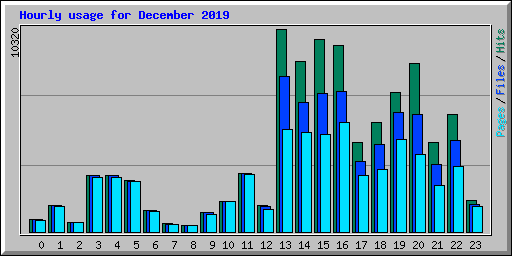 Hourly usage for December 2019
10320
Pages/Files/Hits
0 1 2 3 4 5 6 7 8 9 10 11 12 13 14 15 16 17 18 19 20 21 22 23